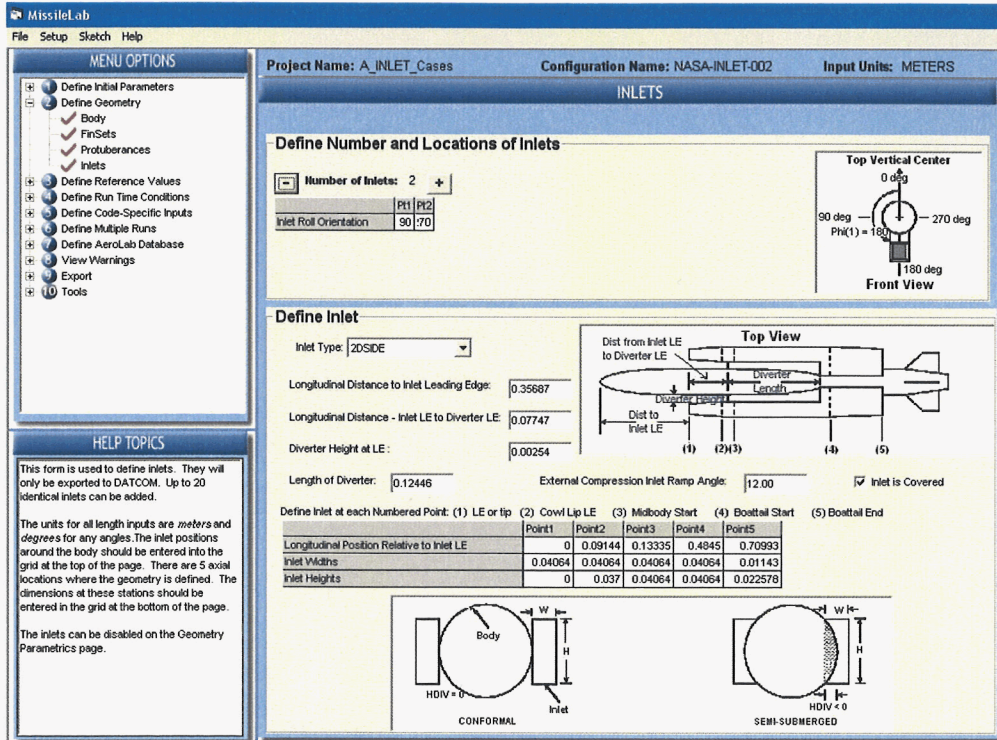 MissileLab
File Setup Sketch Help
MENU OPTIONS
1 Define Initial Parameters
2 Define Geometry
Body
FinSets
Protuberances
Inlets
3 Define Reference Values
4 Define Run Time Conditions
5 Define Code-Specific Inputs
6 Define Multiple Runs
7 Define AeroLab Database
8 View Warnings
9 Export
10 Tools
HELP TOPICS
This form is used to define inlets. They will
only be exported to DATCOM. Up to 20
identical inlets can be added.
The units for all length inputs are meters and
degrees for any angles.The inlet positions
around the body should be entered into the
grid at the top of the page. There are 5 axial
locations where the geometry is defined. The
dimensions at these stations should be
entered in the grid at the bottom of the page.
The inlets can be disabled on the Geometry
Parametrics page.
Project Name: A_INLET_Cases Configuration Name: NASA-INLET-002 Input Units: METERS
INLETS
Define Number and Locations of Inlets
- Number of Inlets: 2 +
Pt1 Pt2
Inlet Roll Orientation 90 :70
Top Vertical Center
0 deg
90 deg 270 deg
Phi(1) = 180
180 deg
Front View
Define Inlet
Inlet Type: 2DSIDE
Longitudinal Distance to Inlet Leading Edge: 0.35687
Longitudinal Distance - Inlet LE to Diverter LE: 0.07747
Diverter Height at LE : 0.00254
Length of Diverter: 0.12446 External Compression Inlet Ramp Angle: 12.00 Inlet is Covered
Top View
Dist from Inlet LE
to Diverter LE
Diverter
Length
Diverter Height
Dist to
Inlet LE
(1) (2) (3) (4) (5)
Define Inlet at each Numbered Point: (1) LE or tip (2) Cowl Lip LE (3) Midbody Start (4) Boattail Start (5) Boattail End
Point1 Point2 Point3 Point4 Point5
Longitudinal Position Relative to Inlet LE 0 0.09144 0.13335 0.4845 0.70993
Inlet Widths 0.04064 0.04064 0.04064 0.04064 0.01143
Inlet Heights 0 0.037 0.04064 0.04064 0.022578
W
Body
H
HDIV = 0
Inlet
CONFORMAL
W
H
HDIV < 0
SEMI-SUBMERGED